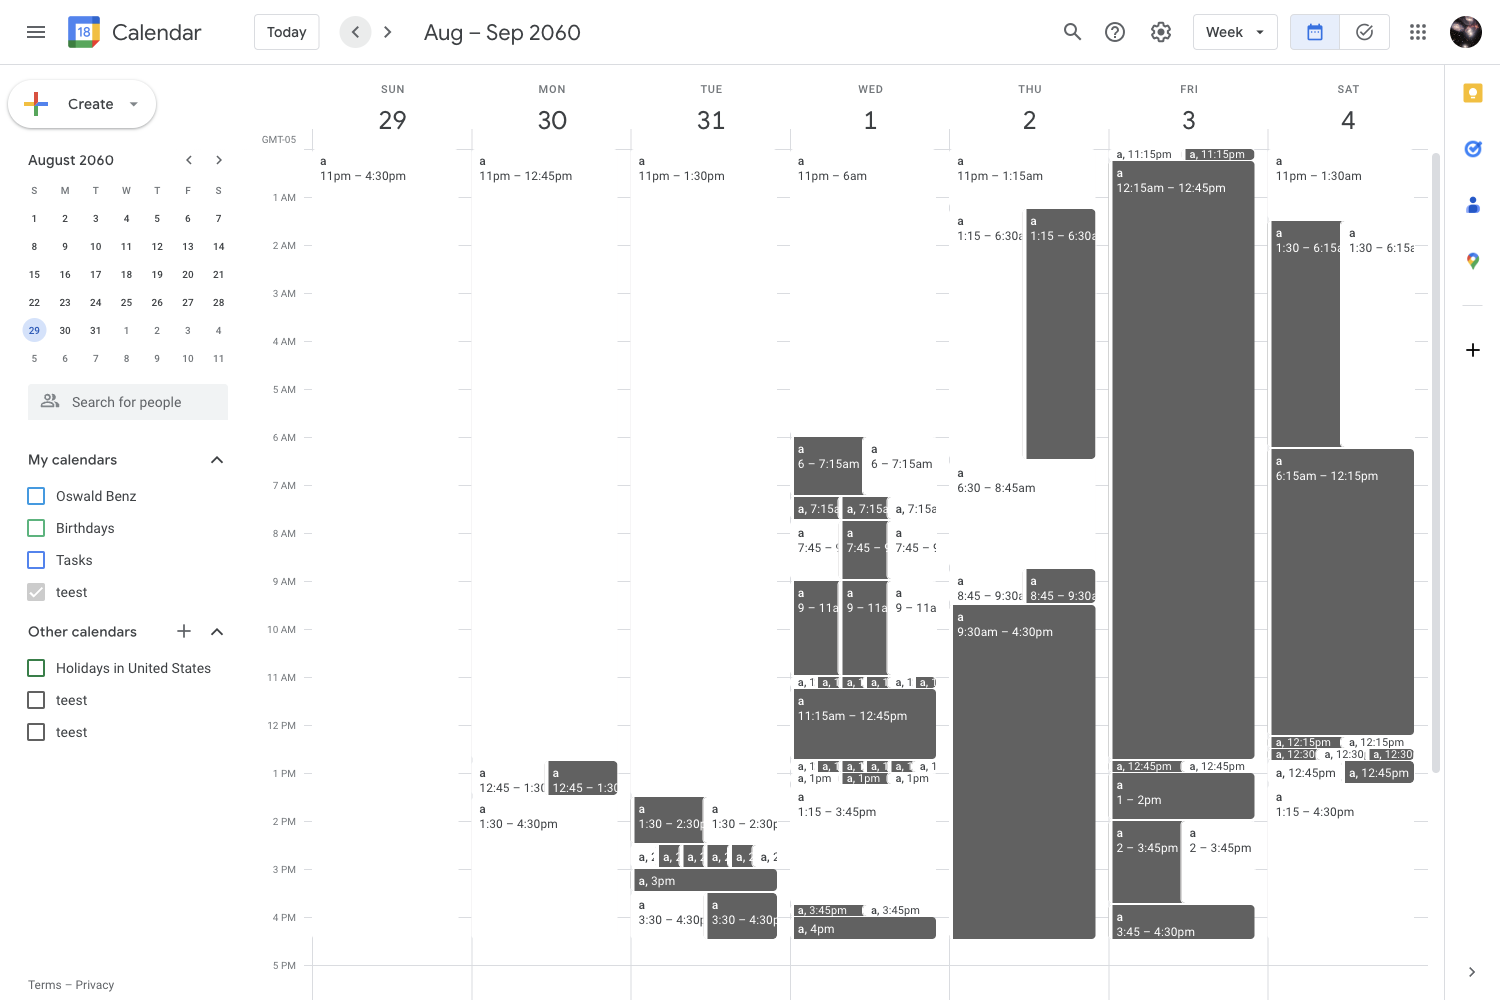 18 Calendar
Today
Aug – Sep 2060
Week
Create
August 2060
S M T W T F S
1 2 3 4 5 6 7
8 9 10 11 12 13 14
15 16 17 18 19 20 21
22 23 24 25 26 27 28
29 30 31 1 2 3 4
5 6 7 8 9 10 11
Search for people
My calendars
Oswald Benz
Birthdays
Tasks
teest
Other calendars
Holidays in United States
teest
teest
Terms – Privacy
GMT-05
1 AM
2 AM
3 AM
4 AM
5 AM
6 AM
7 AM
8 AM
9 AM
10 AM
11 AM
12 PM
1 PM
2 PM
3 PM
4 PM
5 PM
SUN
29
a
11pm – 4:30pm
MON
30
a
11pm – 12:45pm
a
12:45 – 1:30
a
12:45 – 1:30
a
1:30 – 4:30pm
TUE
31
a
11pm – 1:30pm
a
1:30 – 2:30p
a
1:30 – 2:30p
a, 2
a, 2
a, 2
a, 2
a, 2
a, 2
a, 3pm
a
3:30 – 4:30p
a
3:30 – 4:30p
WED
1
a
11pm – 6am
a
6 – 7:15am
a
6 – 7:15am
a, 7:15a
a, 7:15a
a, 7:15a
a
7:45 – 9
a
7:45 – 9
a
7:45 – 9
a
9 – 11a
a
9 – 11a
a
9 – 11a
a, 1
a, 1
a, 1
a, 1
a, 1
a, 1
a
11:15am – 12:45pm
a, 1
a, 1
a, 1
a, 1
a, 1
a, 1
a, 1pm
a, 1pm
a, 1pm
a
1:15 – 3:45pm
a, 3:45pm
a, 3:45pm
a, 4pm
THU
2
a
11pm – 1:15am
a
1:15 – 6:30a
a
1:15 – 6:30a
a
6:30 – 8:45am
a
8:45 – 9:30a
a
8:45 – 9:30a
a
9:30am – 4:30pm
FRI
3
a, 11:15pm
a, 11:15pm
a
12:15am – 12:45pm
a, 12:45pm
a, 12:45pm
a
1 – 2pm
a
2 – 3:45pm
a
2 – 3:45pm
a
3:45 – 4:30pm
SAT
4
a
11pm – 1:30am
a
1:30 – 6:15a
a
1:30 – 6:15a
a
6:15am – 12:15pm
a, 12:15pm
a, 12:15pm
a, 12:30
a, 12:30
a, 12:30
a, 12:45pm
a, 12:45pm
a
1:15 – 4:30pm